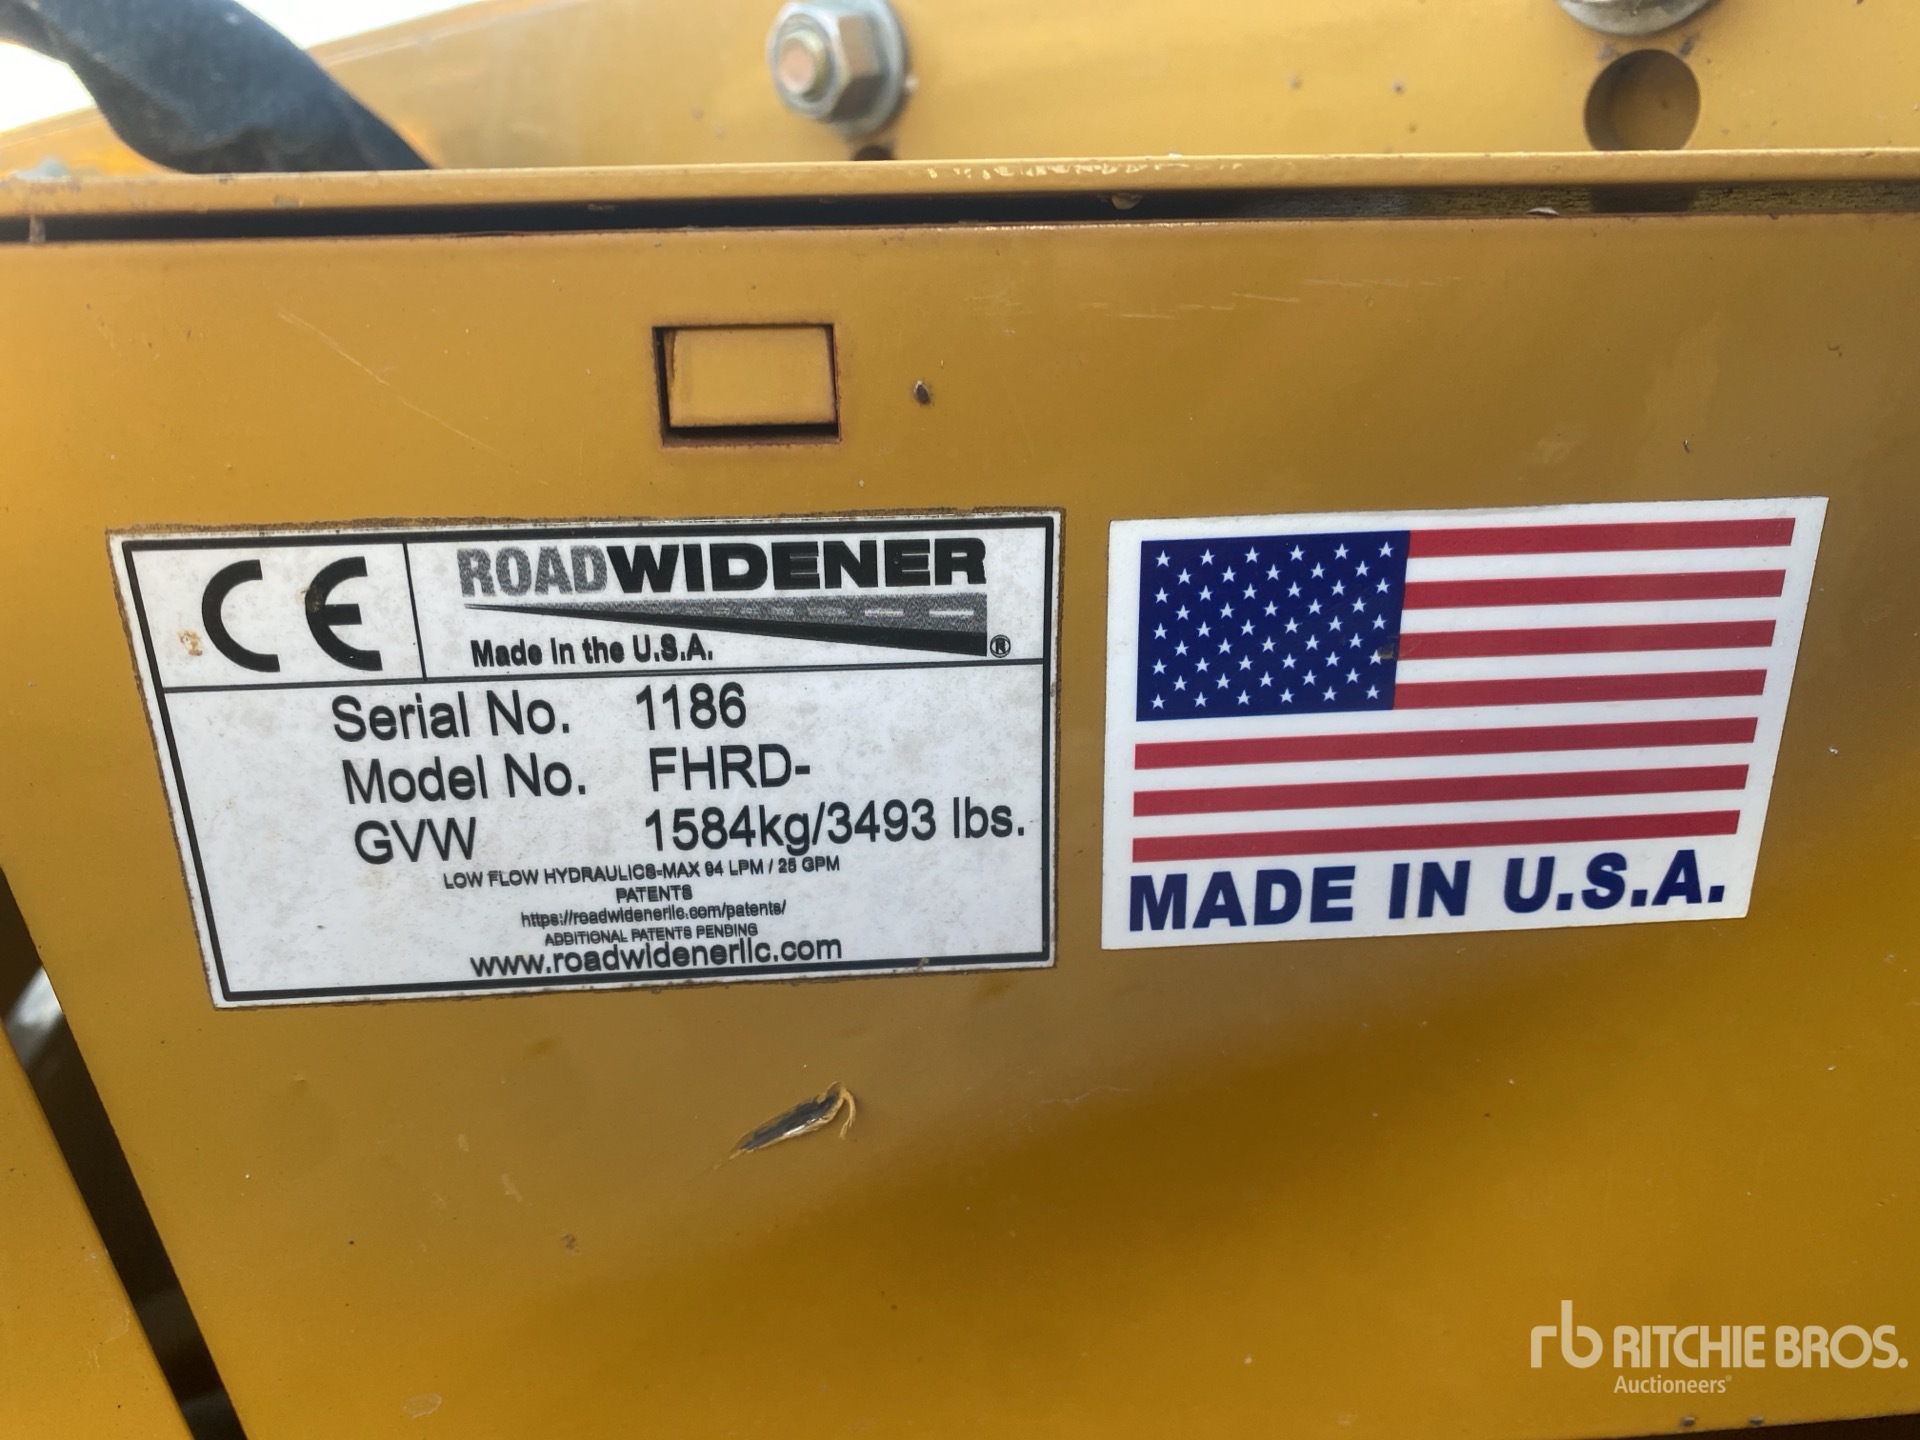 CE
ROADWIDENER
Made in the U.S.A. ®
Serial No. 1186
Model No. FHRD-
GVW 1584kg/3493 lbs.
LOW FLOW HYDRAULICS-MAX 94 LPM / 25 GPM
PATENTS
https://roadwidenerllc.com/patents/
ADDITIONAL PATENTS PENDING
www.roadwidenerllc.com
MADE IN U.S.A.
rb RITCHIE BROS.
Auctioneers